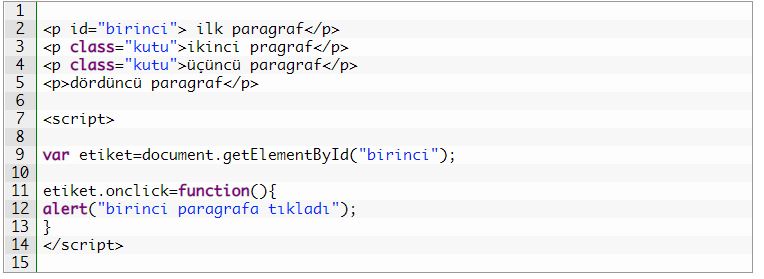 1
2 <p id="birinci"> ilk paragraf</p>
3 <p class="kutu">ikinci pragraf</p>
4 <p class="kutu">üçüncü paragraf</p>
5 <p>dördüncü paragraf</p>
6
7 <script>
8
9 var etiket=document.getElementById("birinci");
10
11 etiket.onclick=function(){
12 alert("birinci paragrafa tıkladı");
13 }
14 </script>
15